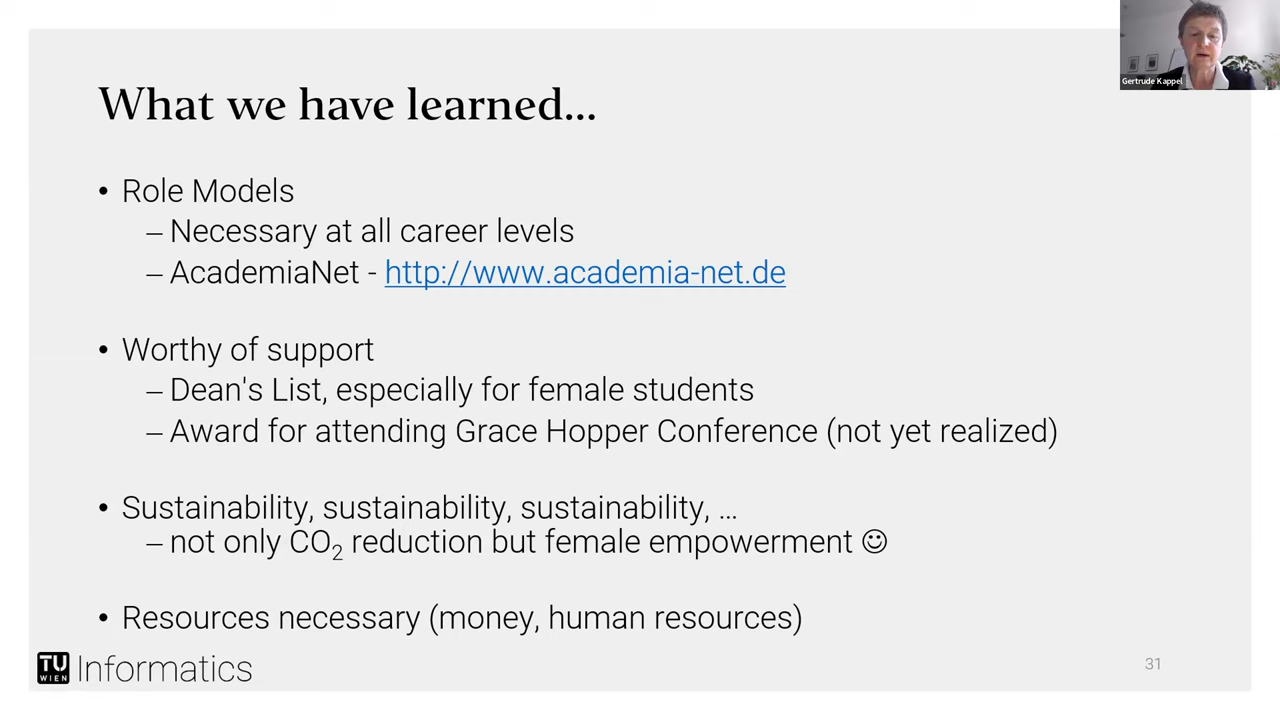 Gertrude Kappel
What we have learned...
• Role Models
– Necessary at all career levels
– AcademiaNet - http://www.academia-net.de
• Worthy of support
– Dean's List, especially for female students
– Award for attending Grace Hopper Conference (not yet realized)
• Sustainability, sustainability, sustainability, ...
– not only CO₂ reduction but female empowerment ☺
• Resources necessary (money, human resources)
TU
WIEN
Informatics
31